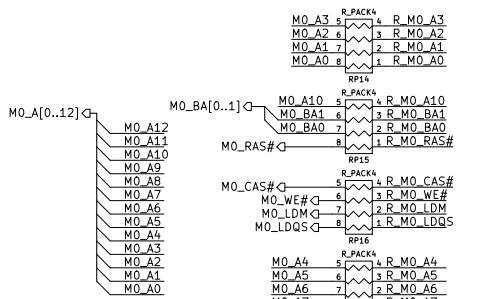 R_PACK4
M0_A3 5 4 R_M0_A3
M0_A2 6 3 R_M0_A2
M0_A1 7 2 R_M0_A1
M0_A0 8 1 R_M0_A0
RP14
R_PACK4
M0_BA[0..1]
M0_A10 5 4 R_M0_A10
M0_BA1 6 3 R_M0_BA1
M0_BA0 7 2 R_M0_BA0
M0_RAS# 8 1 R_M0_RAS#
RP15
M0_A[0..12]
M0_A12
M0_A11
M0_A10
M0_A9
M0_A8
M0_A7
M0_A6
M0_A5
M0_A4
M0_A3
M0_A2
M0_A1
M0_A0
R_PACK4
M0_CAS# 5 4 R_M0_CAS#
M0_WE# 6 3 R_M0_WE#
M0_LDM 7 2 R_M0_LDM
M0_LDQS 8 1 R_M0_LDQS
RP16
R_PACK4
M0_A4 5 4 R_M0_A4
M0_A5 6 3 R_M0_A5
M0_A6 7 2 R_M0_A6